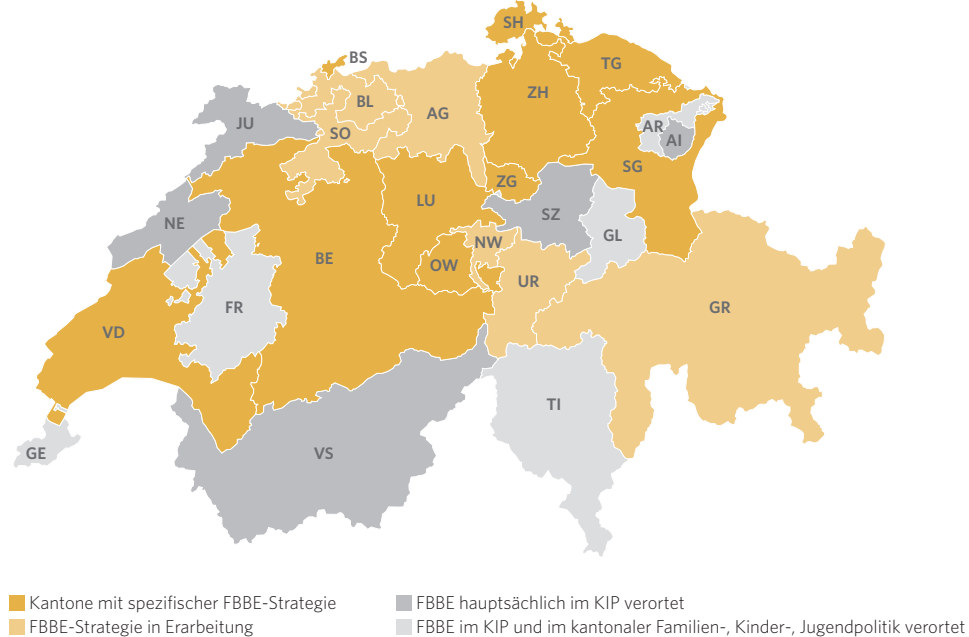 SH
BS
TG
ZH
BL
AG
JU
SO
AR
AI
SG
ZG
LU
SZ
NE
NW
GL
BE
OW
UR
FR
GR
VD
TI
GE
VS
Kantone mit spezifischer FBBE-Strategie
FBBE-Strategie in Erarbeitung
FBBE hauptsächlich im KIP verortet
FBBE im KIP und im kantonaler Familien-, Kinder-, Jugendpolitik verortet